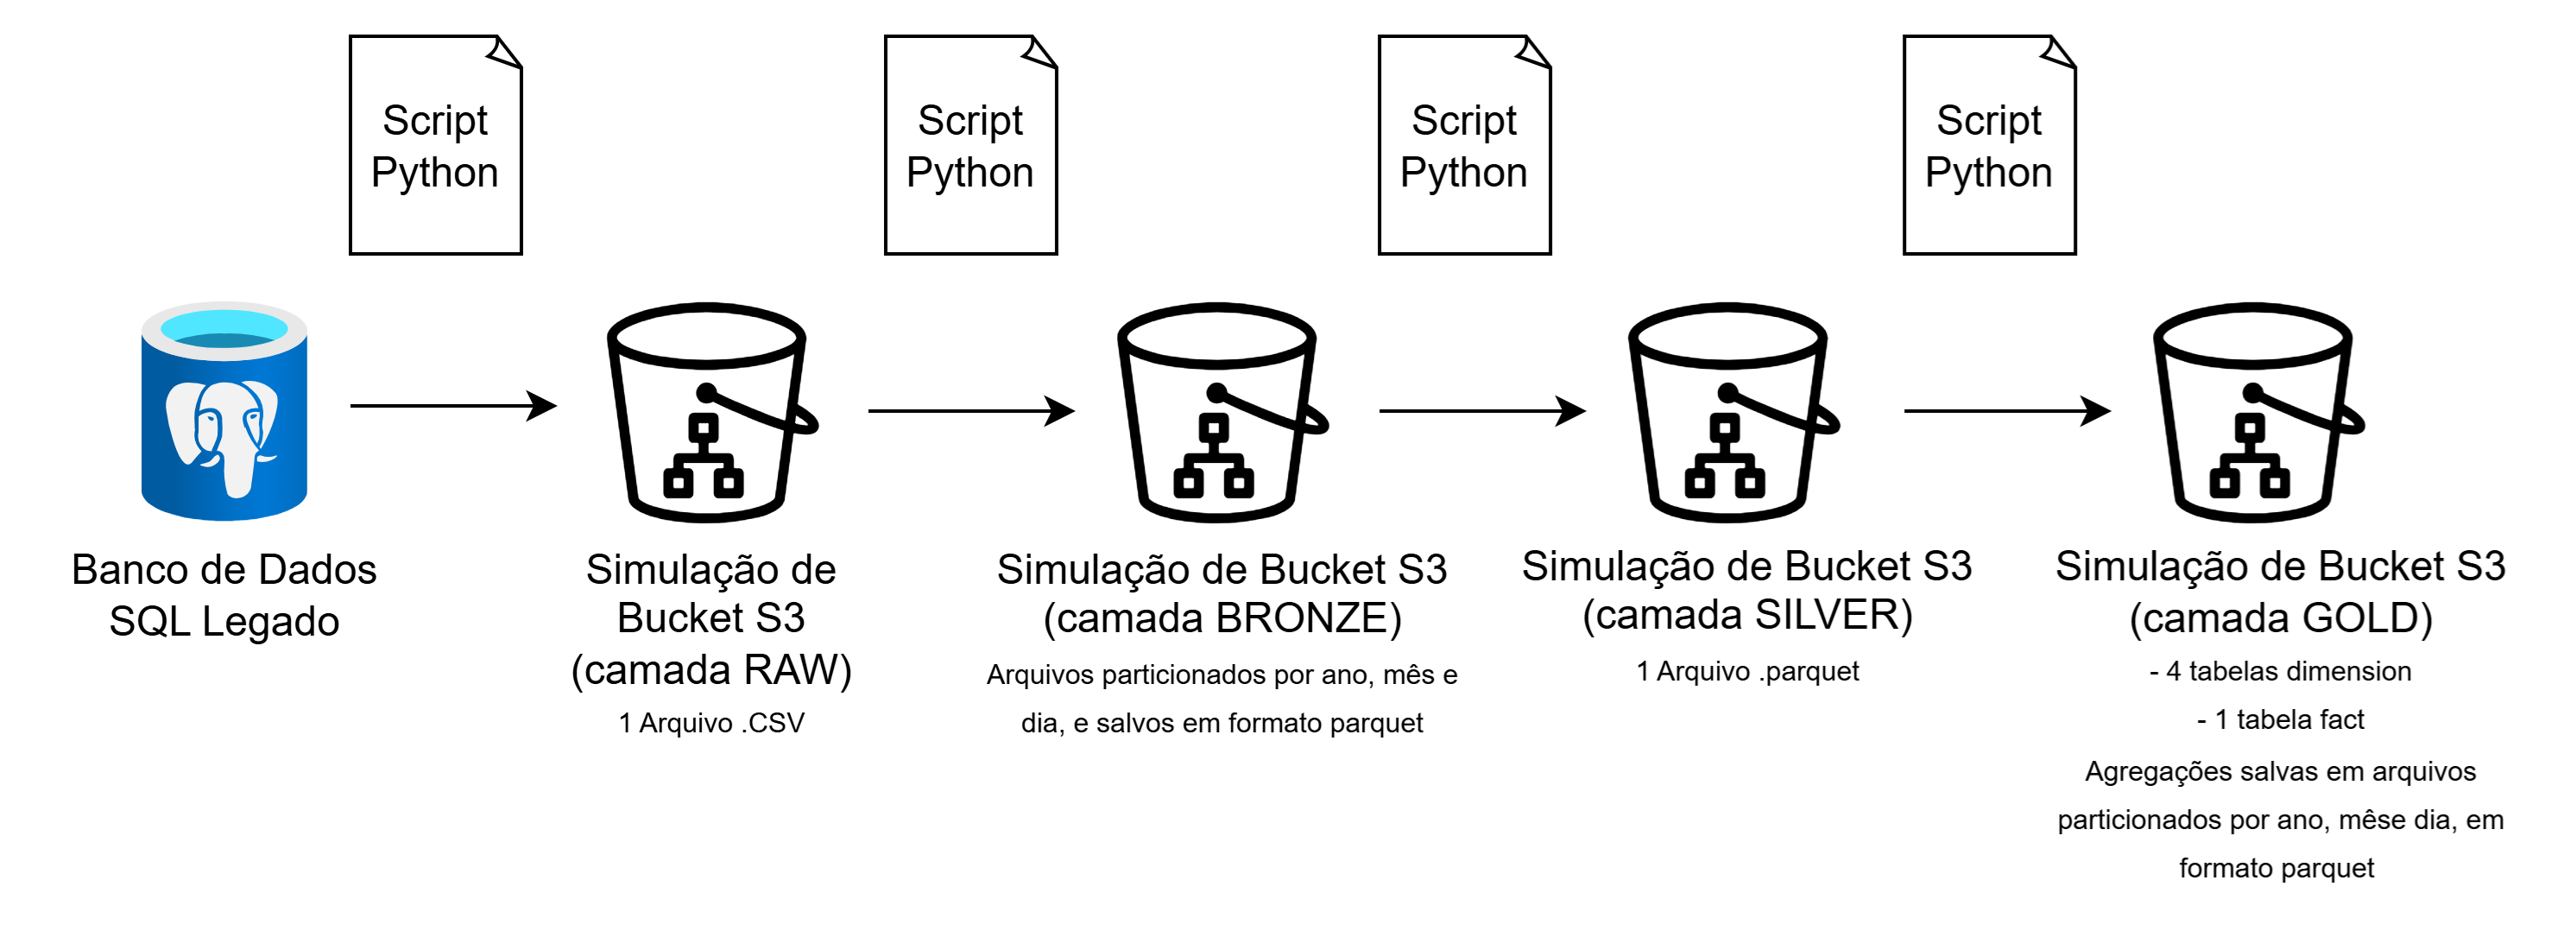 Script
Python
Script
Python
Script
Python
Script
Python
Banco de Dados
SQL Legado
Simulação de
Bucket S3
(camada RAW)
1 Arquivo .CSV
Simulação de Bucket S3
(camada BRONZE)
Arquivos particionados por ano, mês e
dia, e salvos em formato parquet
Simulação de Bucket S3
(camada SILVER)
1 Arquivo .parquet
Simulação de Bucket S3
(camada GOLD)
- 4 tabelas dimension
- 1 tabela fact
Agregações salvas em arquivos
particionados por ano, mêse dia, em
formato parquet